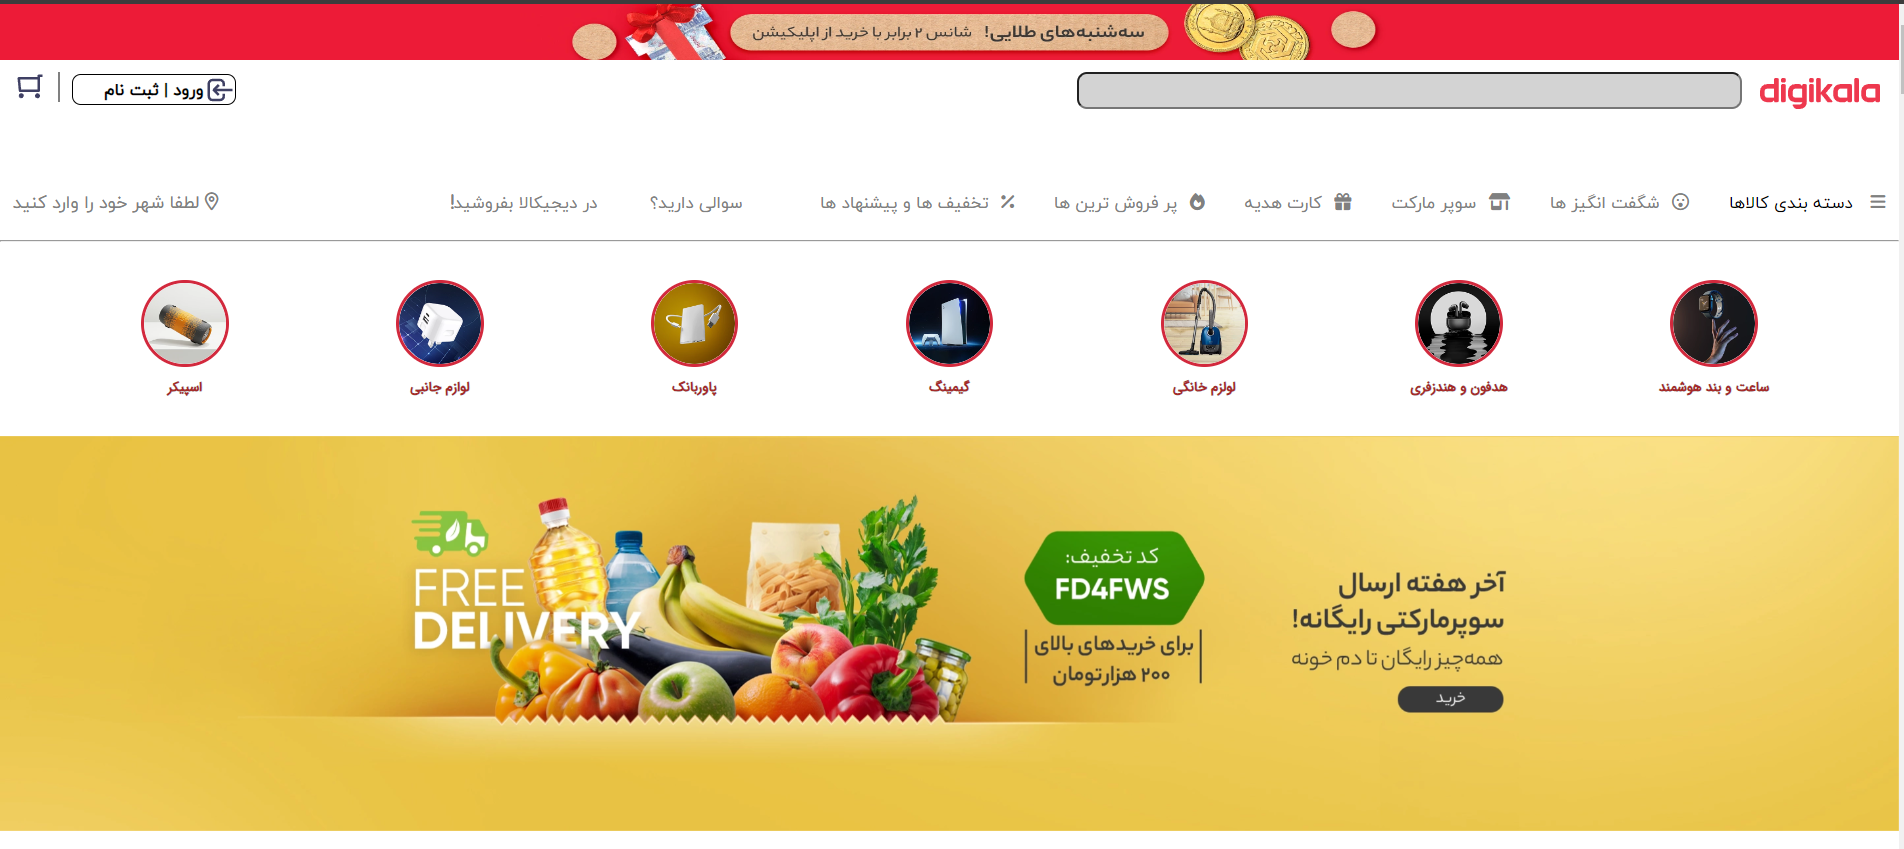 سه‌شنبه‌های طلایی! شانس ۲ برابر با خرید از اپلیکیشن
digikala
ورود | ثبت نام
دسته بندی کالاها
شگفت انگیز ها
سوپر مارکت
کارت هدیه
پر فروش ترین ها
تخفیف ها و پیشنهاد ها
سوالی دارید؟
در دیجیکالا بفروشید!
لطفا شهر خود را وارد کنید
ساعت و بند هوشمند
هدفون و هندزفری
لولزم خانگی
گیمینگ
پاوربانک
لوازم جانبی
اسپیکر
آخر هفته ارسال
سوپرمارکتی رایگانه!
همه‌چیز رایگان تا دم خونه
خرید
کد تخفیف:
FD4FWS
برای خریدهای بالای
۲۰۰ هزار تومان
FREE
DELIVERY